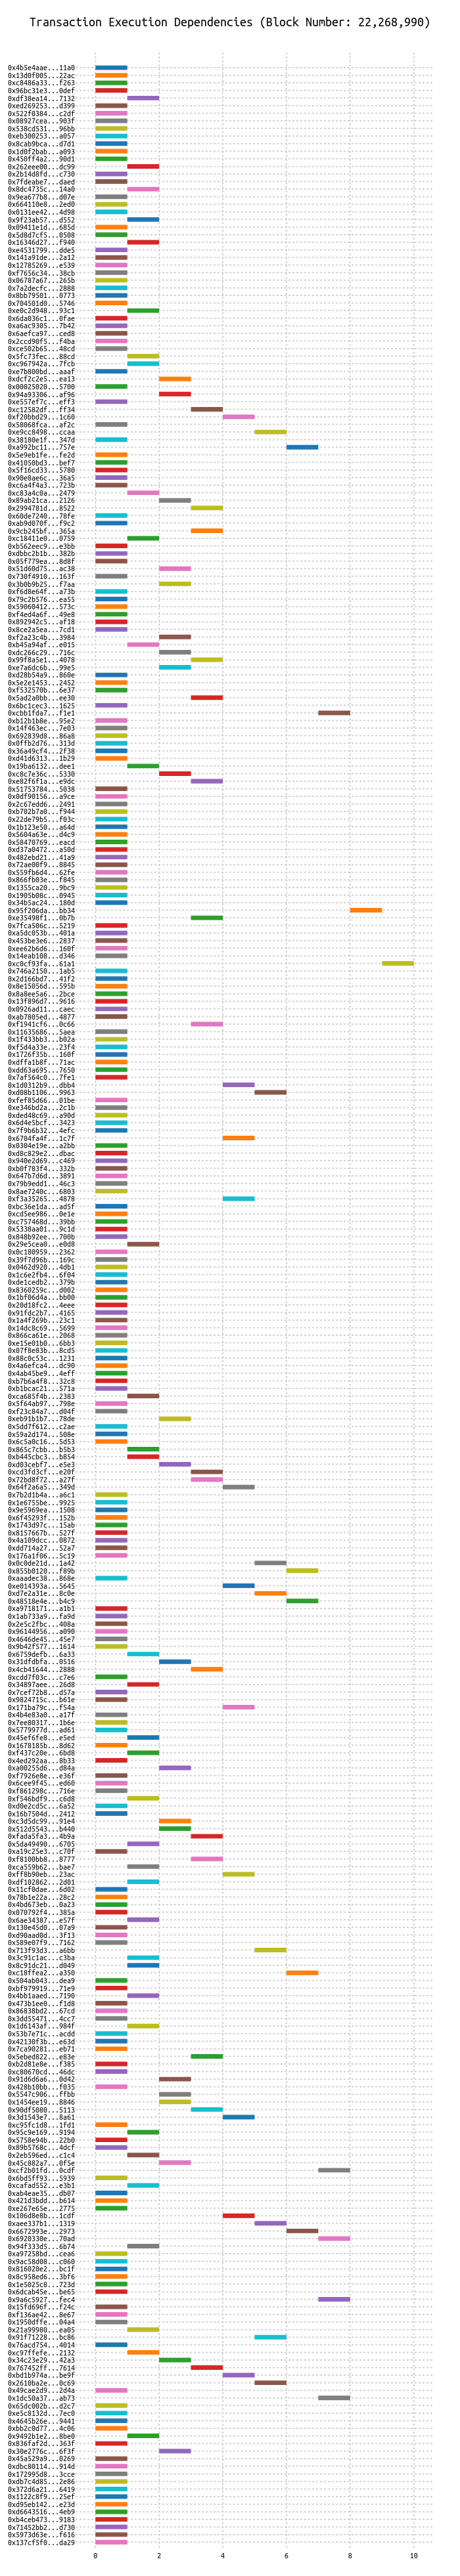 Transaction Execution Dependencies (Block Number: 22,268,990)
0x4b5e4aae...11a0
0x13d0f005...22ac
0xc8486a33...f263
0x96bc31e3...0def
0xdf38ea14...7132
0xed269253...d399
0x522f0384...c2df
0x08927cea...903f
0x538cd531...96bb
0xeb300253...a057
0x8cab9bca...d7d1
0x1d0f2bab...a093
0x450ff4a2...90d1
0x262eee00...dc99
0x2b14d8fd...c730
0x7fdeabe7...daed
0x8dc4735c...14a0
0x9ea677b8...d07e
0x664110e8...2ed0
0x0131ee42...4d98
0x9f23ab57...d552
0x09411e1d...685d
0x5d8d7cf5...0508
0x16346d27...f940
0xe4531799...dde5
0x141a91de...2a12
0x12785269...e539
0xf7656c34...38cb
0x06787a67...265b
0x7a2decfc...2888
0x8bb79501...0773
0x704501d0...5746
0xe0c2d948...93c1
0x6da036c1...0fae
0x6ac9305...7b42
0x6aefca97...ced8
0x2ccd90f5...f4ba
0xce502b65...48cd
0x5fc73fec...88cd
0xc967942a...7fcb
0xe7b800bd...aaaf
0xdcf2c2e5...ea13
0x00025020...5700
0x94a93306...af96
0xe557ef7c...eff3
0xc12582df...ff34
0xf20bbd29...1c60
0x58068fca...af2c
0xe9cc8498...ccaa
0x38180e1f...347d
0xa992bc11...757e
0x5e9eb1fe...fe2d
0x41050bd3...bef7
0x5f16cd33...5780
0x90e8ae6c...36a5
0xc6a4f4a3...723b
0xc83a4c0a...2479
0x89ab21ca...2126
0x2994781d...8522
0x60de7240...78fe
0xab9d070f...f9c2
0x9cb245bf...365a
0xc18411e0...0759
0xb562eec9...e3bb
0xdbbc2b1b...382b
0x05f779ea...8d8f
0x51d60d75...ac38
0x730f4910...163f
0x3b0b9b25...f7aa
0xf6d8e64f...a73b
0x79c2b576...ea55
0x59060412...573c
0xf4ed4a6f...49e8
0x892942c5...af18
0x8ce2a5ea...7cd1
0xf2a23c4b...3984
0xb45a94af...e015
0xdc266c29...716c
0x99f8a5e1...4078
0xe7a6dc6b...99e5
0xd28b54a9...860e
0x5e2e1453...2452
0xf532570b...6e37
0x5ad2a0bb...ee30
0x6bc1cec3...1625
0xcbb1fda7...f1e1
0xb12b1b8e...95e2
0x14f463ec...7e03
0x692839d8...86a8
0x0ffb2d76...313d
0x36a49cf4...2f38
0xd41d6313...1b29
0x19ba6132...dee1
0xc8c7e36c...5330
0xe82f6f1a...e9dc
0x51753784...5038
0x0df90156...a9ce
0x2c67edd6...2491
0xb702b7a0...f944
0x22de79b5...f03c
0x1b123e50...a64d
0x5604a63e...d4c9
0x58470769...eacd
0xd37a0472...a50d
0x482ebd21...41a9
0x72ae00f9...8845
0x559fb6d4...62fe
0x866fb03e...f845
0x1355ca20...9bc9
0x1905b08c...0945
0x34b5ac24...180d
0x95f206da...bb34
0xe35498f1...0b7b
0x7fca506c...5219
0xa5dc053b...401a
0x453be3e6...2837
0xee62b6d6...160f
0x14eab108...d346
0xc0cf93fa...61a1
0x746a2150...1ab5
0x2d166bd7...41f2
0x8e15056d...595b
0x8a8ee5a6...2bce
0x13f896d7...9616
0x0926ad11...caec
0xab7805ed...4877
0xf1941cf6...0c66
0x11635686...5aea
0x1f433bb3...b02a
0xf5d4a33e...23f4
0x1726f35b...160f
0xdffa1b8f...71ac
0xdd63a695...7650
0x7af564c0...7fe1
0x1d0312b9...dbb4
0xd08b1106...9963
0xfef85d66...01be
0xe346bd2a...2c1b
0xded48c69...a90d
0x6d4e5bcf...3423
0x7f9b6b32...4efc
0x6704fa4f...1c7f
0x0304e19e...a2bb
0xd8c829e2...dbac
0x940e2d69...c469
0xb0f783f4...332b
0x647b7d6d...3891
0x79b9edd1...46c3
0x8ae7240c...6803
0xf3a35265...4878
0xbc36e1da...ad5f
0xcd5ee986...0e1e
0xc757468d...39bb
0x5338aa01...9c1d
0x848b92ee...700b
0x29e5cea0...e0d8
0x0c180959...2362
0x39f7d96b...169c
0x0462d920...4db1
0x1c6e2fb4...6f04
0xde1cedb2...379b
0x8360259c...d002
0x1bf06d4a...bb00
0x20d18fc2...4eee
0x91fdc2b7...4165
0x1a4f269b...23c1
0x14dc8c69...5699
0x866ca61e...2068
0xe15e01b0...6bb3
0x07f8e83b...8cd5
0x88c0c53c...1231
0x4a6efca4...dc90
0x4ab45be9...4eff
0xb7b6a4f8...32c8
0xb1bcac21...571a
0xca685f4b...2383
0x5f64ab97...798e
0xf23c84a7...d04f
0xeb91b1b7...78de
0x5dd7f612...c2ae
0x59a2d174...508e
0x6c5a0c16...5d53
0x865c7cbb...b5b3
0xb445cbc3...b854
0xd03cebf7...e5e3
0xcd3fd3cf...e20f
0x72bd8f72...a27f
0x64f2a6a5...349d
0x7b2d1b4a...a6c1
0x1e6755be...9925
0x9e5969ea...1508
0x6f45293f...152b
0x1743d97c...15ab
0x8157667b...527f
0x4a109dcc...0872
0xdd714a27...52a7
0x176a1f06...5c19
0x0c0de21d...1a42
0x855b0120...f89b
0xaaadec38...868e
0xe014393a...5645
0xd7e2a31e...8c0e
0x48518e4e...b4c9
0xa9718171...a1b1
0x1ab733a9...fa9d
0x2e5c2fbc...408a
0x96144956...a090
0x4646de45...45e7
0x9b42f577...1614
0x6759defb...6a33
0x31dfdbfa...0516
0x4cb41644...2888
0xcdd7f03c...c7e6
0x34897aee...26d8
0x7cef72b8...d57a
0x9824715c...b61e
0x171ba79c...f54a
0x4b4e83a0...a17f
0x7ee80317...1b6e
0x5779977d...ad61
0x45ef6fe8...e5ed
0x1678185b...8d62
0xf437c20e...6bd8
0x4ed292aa...8b33
0xa00255d6...d84a
0xf7926e8e...e36f
0x6cee9f45...ed60
0xf861298c...716e
0xf546bdf9...c6d8
0xd0e2cd5c...6a52
0x16b7504d...2412
0xc3d5dc99...91e4
0x512d5543...b440
0xfada5fa3...4b9a
0x5da49490...6705
0xa19c25e3...c70f
0xf8100bb8...8777
0xca559b62...bae7
0xff8b90eb...23ac
0xdf102862...2d01
0x11cf0dae...6d02
0x78b1e22a...28c2
0x4bd673eb...0a23
0x070792f4...385a
0x6ae34387...e57f
0x130e45d0...07a9
0xd90aad0d...3f13
0x589e07f9...7162
0x713f93d3...a6bb
0x3c91c1ac...c3ba
0x8c91dc21...d049
0xc18ffea2...a350
0x504ab043...dea9
0xbf979919...71e9
0x4bb1aaed...7190
0x473b1ee0...f1d8
0x86838bd2...67cd
0x3dd55471...4cc7
0x1d6143af...984f
0x53b7e71c...acdd
0x42130f3b...e63d
0x7ca90281...eb71
0x5ebed822...e83e
0xb2d81e8e...f385
0xc80670cd...46dc
0x91d6d6a6...0d42
0x428b10bb...f035
0x5547c906...ffbb
0x1454ee19...8846
0x90df5080...5113
0x3d1543e7...8a61
0xc95fc1d8...1fd1
0x95c9e169...9194
0x5758e94b...22b0
0x89b5768c...4dcf
0x2eb596ed...c1c4
0x45c882a7...0f5e
0xcf2b01fd...0cdf
0x6bd5ff93...5939
0xcafad552...e3b1
0xab4eae35...db07
0x421d3bdd...b614
0xe267e65e...2775
0x106d8e8b...1cdf
0xaee337b1...1319
0x6672993e...2973
0x6920330e...70ad
0x94f333d5...6b74
0xa97258bd...cea6
0x9ac58d08...c060
0x816020e2...bc1f
0x8c958ed6...3bf6
0x1e5025c8...723d
0x6dcab45e...be65
0x9a6c5927...fec4
0x15fd696f...f24c
0xf136ae42...8e67
0x1950dffe...04a4
0x21a99980...ea05
0x91f71228...bc86
0x76acd754...4014
0xc97ffefe...2132
0x34c23e29...42a3
0x767452ff...7614
0xbd1b974a...be9f
0x2610ba2e...0c69
0x49cae2d9...2d4a
0x1dc50a37...ab73
0x65dc002b...d2c7
0xe5c8132d...7ec0
0x4645b26e...9441
0xbb2c0d77...4c06
0x9492b1e2...8be0
0x836faf2d...363f
0x30e2776c...6f3f
0x45a529a9...0269
0xdbc80114...914d
0x172995d8...3cce
0xdb7c4d85...2e86
0x372d6a21...6419
0x1122c8f9...25ef
0xd95eb142...e23d
0xd6643516...4eb9
0xb4ceb473...9183
0x71452bb2...d730
0x5973d63e...f616
0x137cf5f0...da29
0 2 4 6 8 10